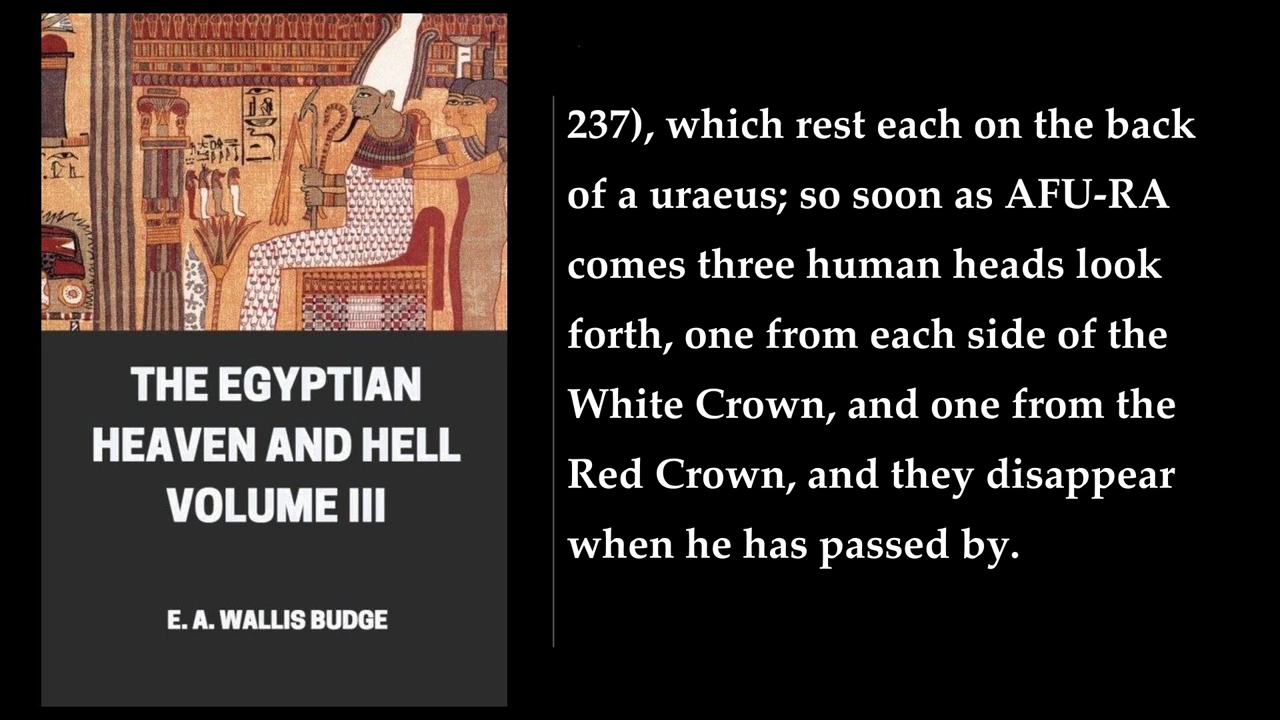 THE EGYPTIAN
HEAVEN AND HELL
VOLUME III
E. A. WALLIS BUDGE
237), which rest each on the back
of a uraeus; so soon as AFU-RA
comes three human heads look
forth, one from each side of the
White Crown, and one from the
Red Crown, and they disappear
when he has passed by.